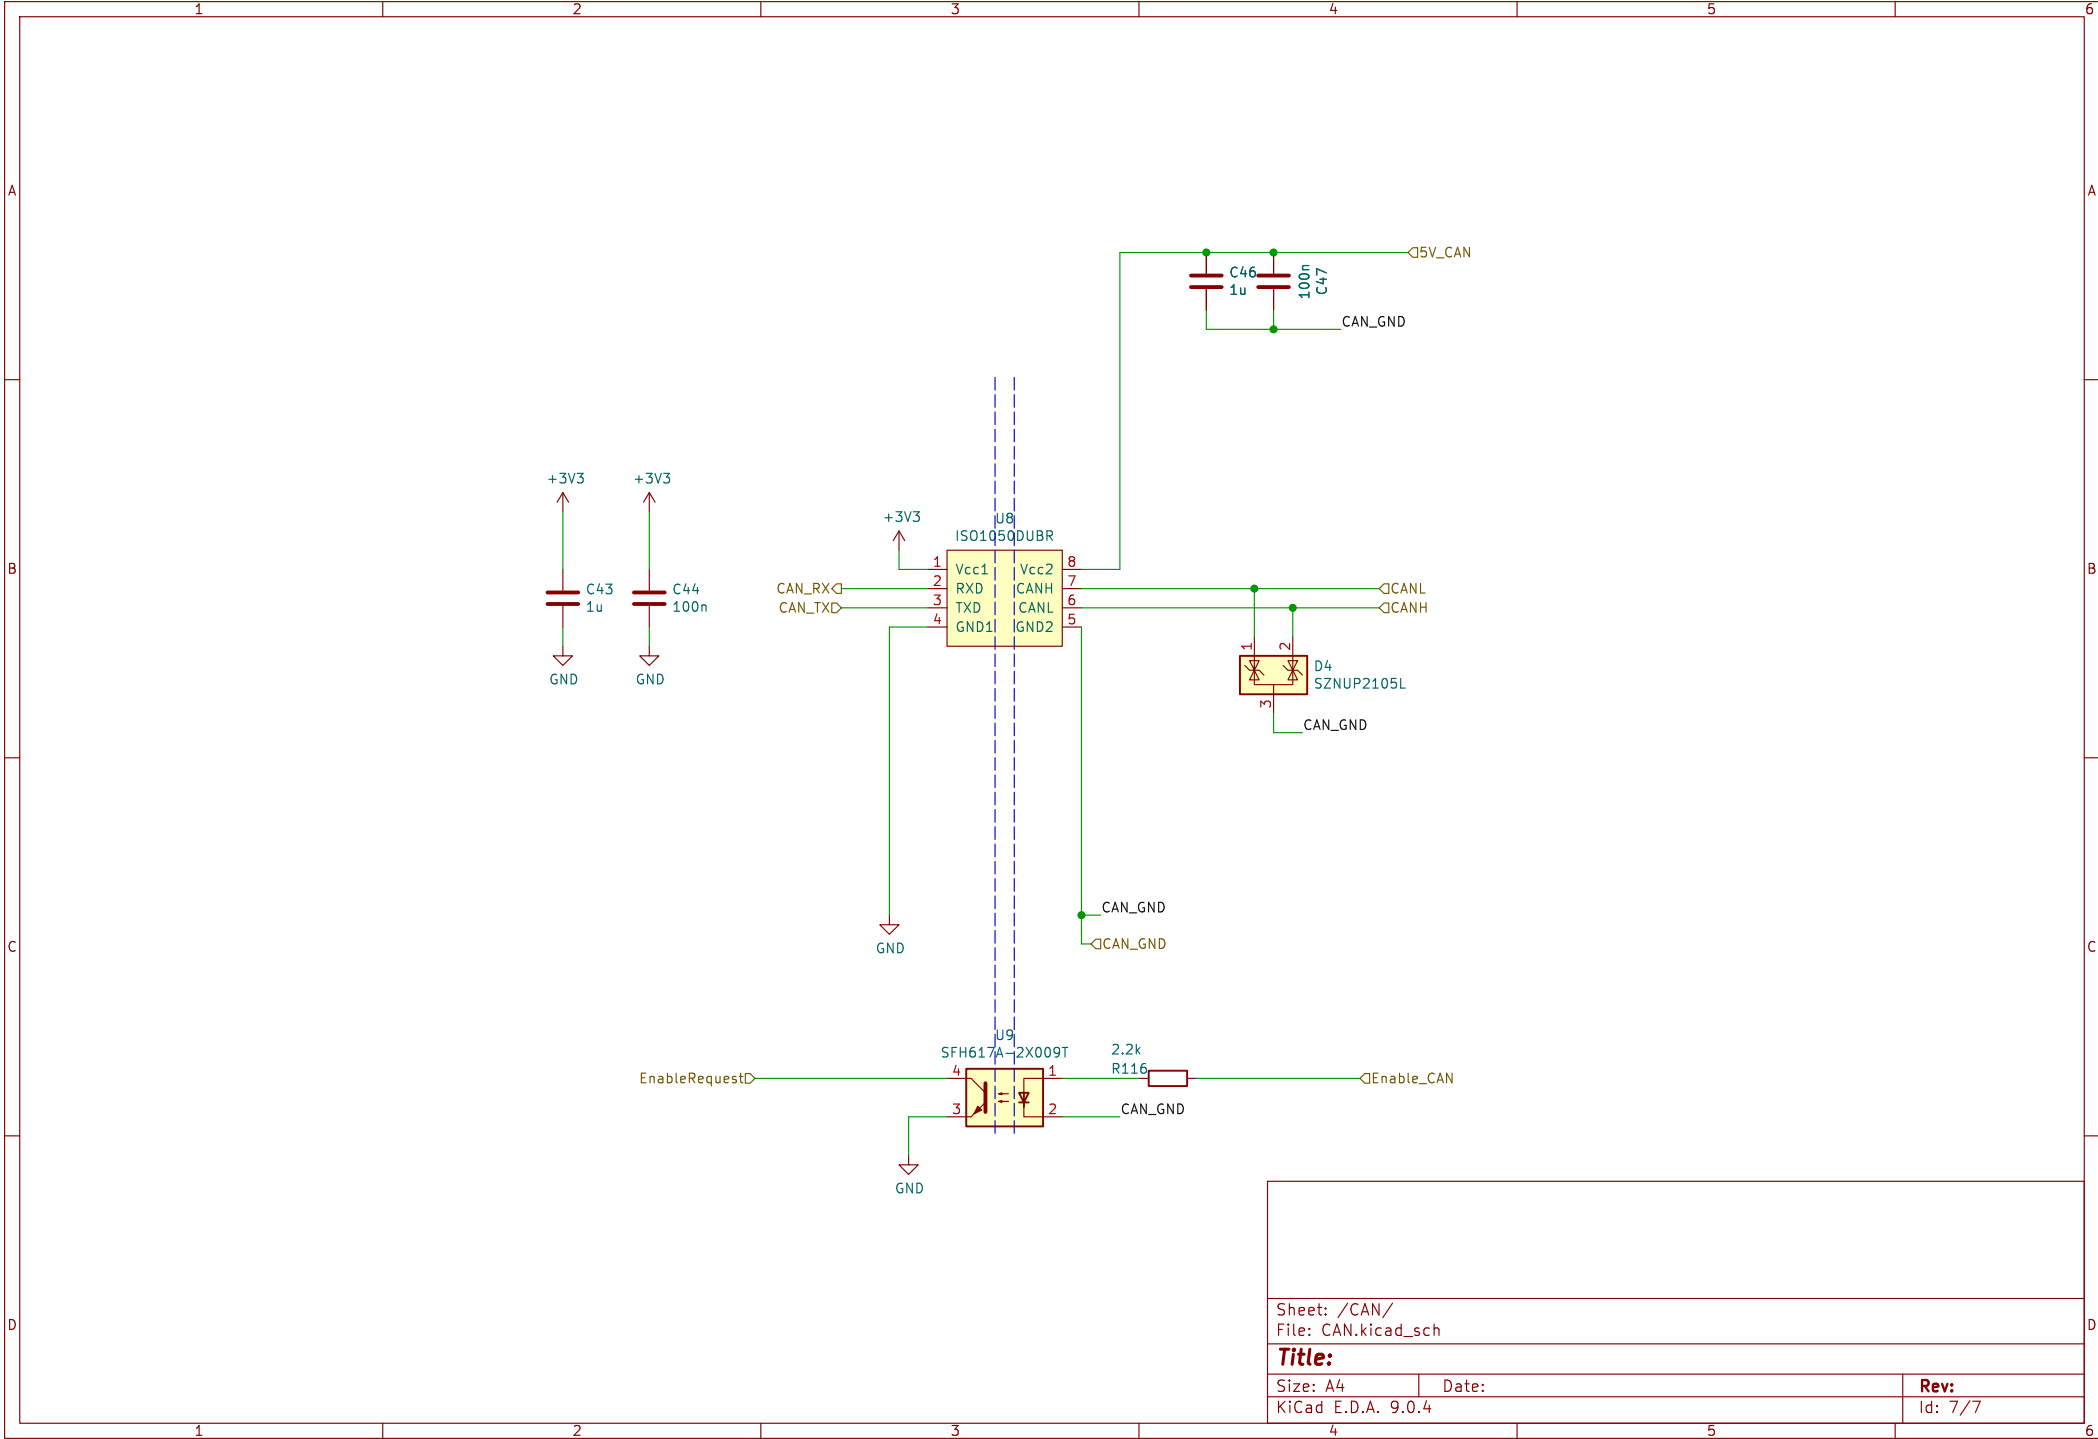 1 2 3 4 5 6
A A
5V_CAN
C46
1u
100n
C47
CAN_GND
+3V3 +3V3
+3V3
U8
ISO1050DUBR
B B
1 Vcc1 Vcc2 8
CAN_RX 2 RXD CANH 7 CANL
CAN_TX 3 TXD CANL 6 CANH
4 GND1 GND2 5
C43
1u
C44
100n
GND GND
1 2
D4
SZNUP2105L
3
CAN_GND
CAN_GND
C C
GND
CAN_GND
U9
SFH617A-2X009T
2.2k
R116
EnableRequest 4 1 Enable_CAN
3 2 CAN_GND
GND
Sheet: /CAN/
File: CAN.kicad_sch
D D
Title:
Size: A4 Date: Rev:
KiCad E.D.A. 9.0.4 Id: 7/7
1 2 3 4 5 6